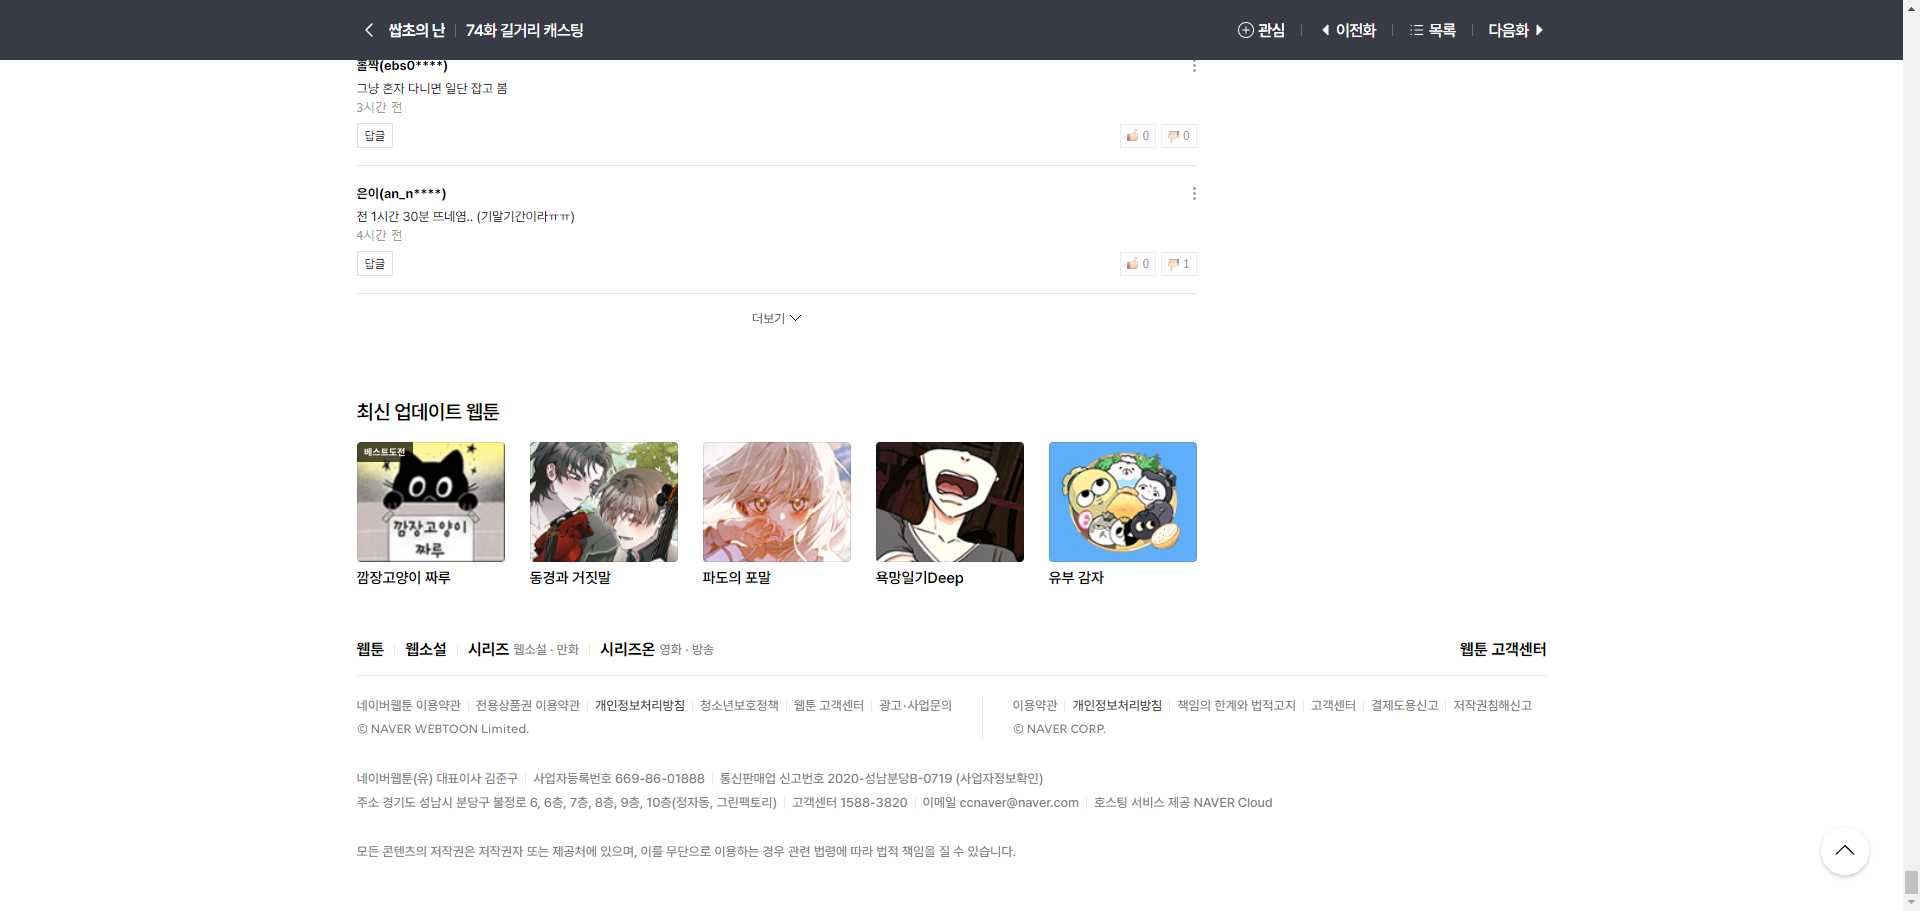 쌉초의 난 74화 길거리 캐스팅 관심 이전화 목록 다음화
훌쩍(ebs0****)
그냥 혼자 다니면 일단 잡고 봄
3시간 전
답글 0 0
은이(an_n****)
전 1시간 30분 뜨네염.. (기말기간이라ㅠㅠ)
4시간 전
답글 0 1
더보기
최신 업데이트 웹툰
베스트도전
깜장고양이
짜루
깜장고양이 짜루 동경과 거짓말 파도의 포말 욕망일기Deep 유부 감자
웹툰 웹소설 시리즈 웹소설 · 만화 시리즈온 영화 · 방송 웹툰 고객센터
네이버웹툰 이용약관 전용상품권 이용약관 개인정보처리방침 청소년보호정책 웹툰 고객센터 광고·사업문의
© NAVER WEBTOON Limited.
이용약관 개인정보처리방침 책임의 한계와 법적고지 고객센터 결제도용신고 저작권침해신고
© NAVER CORP.
네이버웹툰(유) 대표이사 김준구 사업자등록번호 669-86-01888 통신판매업 신고번호 2020-성남분당B-0719 (사업자정보확인)
주소 경기도 성남시 분당구 불정로 6, 6층, 7층, 8층, 9층, 10층(정자동, 그린팩토리) 고객센터 1588-3820 이메일 ccnaver@naver.com 호스팅 서비스 제공 NAVER Cloud
모든 콘텐츠의 저작권은 저작권자 또는 제공처에 있으며, 이를 무단으로 이용하는 경우 관련 법령에 따라 법적 책임을 질 수 있습니다.